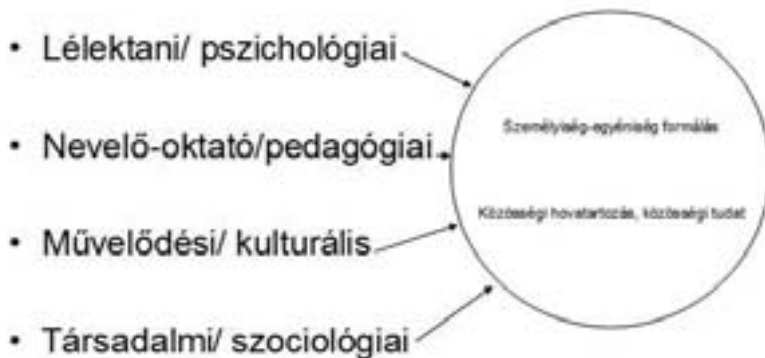 • Lélektani/ pszichológiai
• Nevelő-oktató/pedagógiai
• Művelődési/ kulturális
• Társadalmi/ szociológiai
Személyiség-egyéniség formálás
Közösségi hovatartozás, közösségi tudat